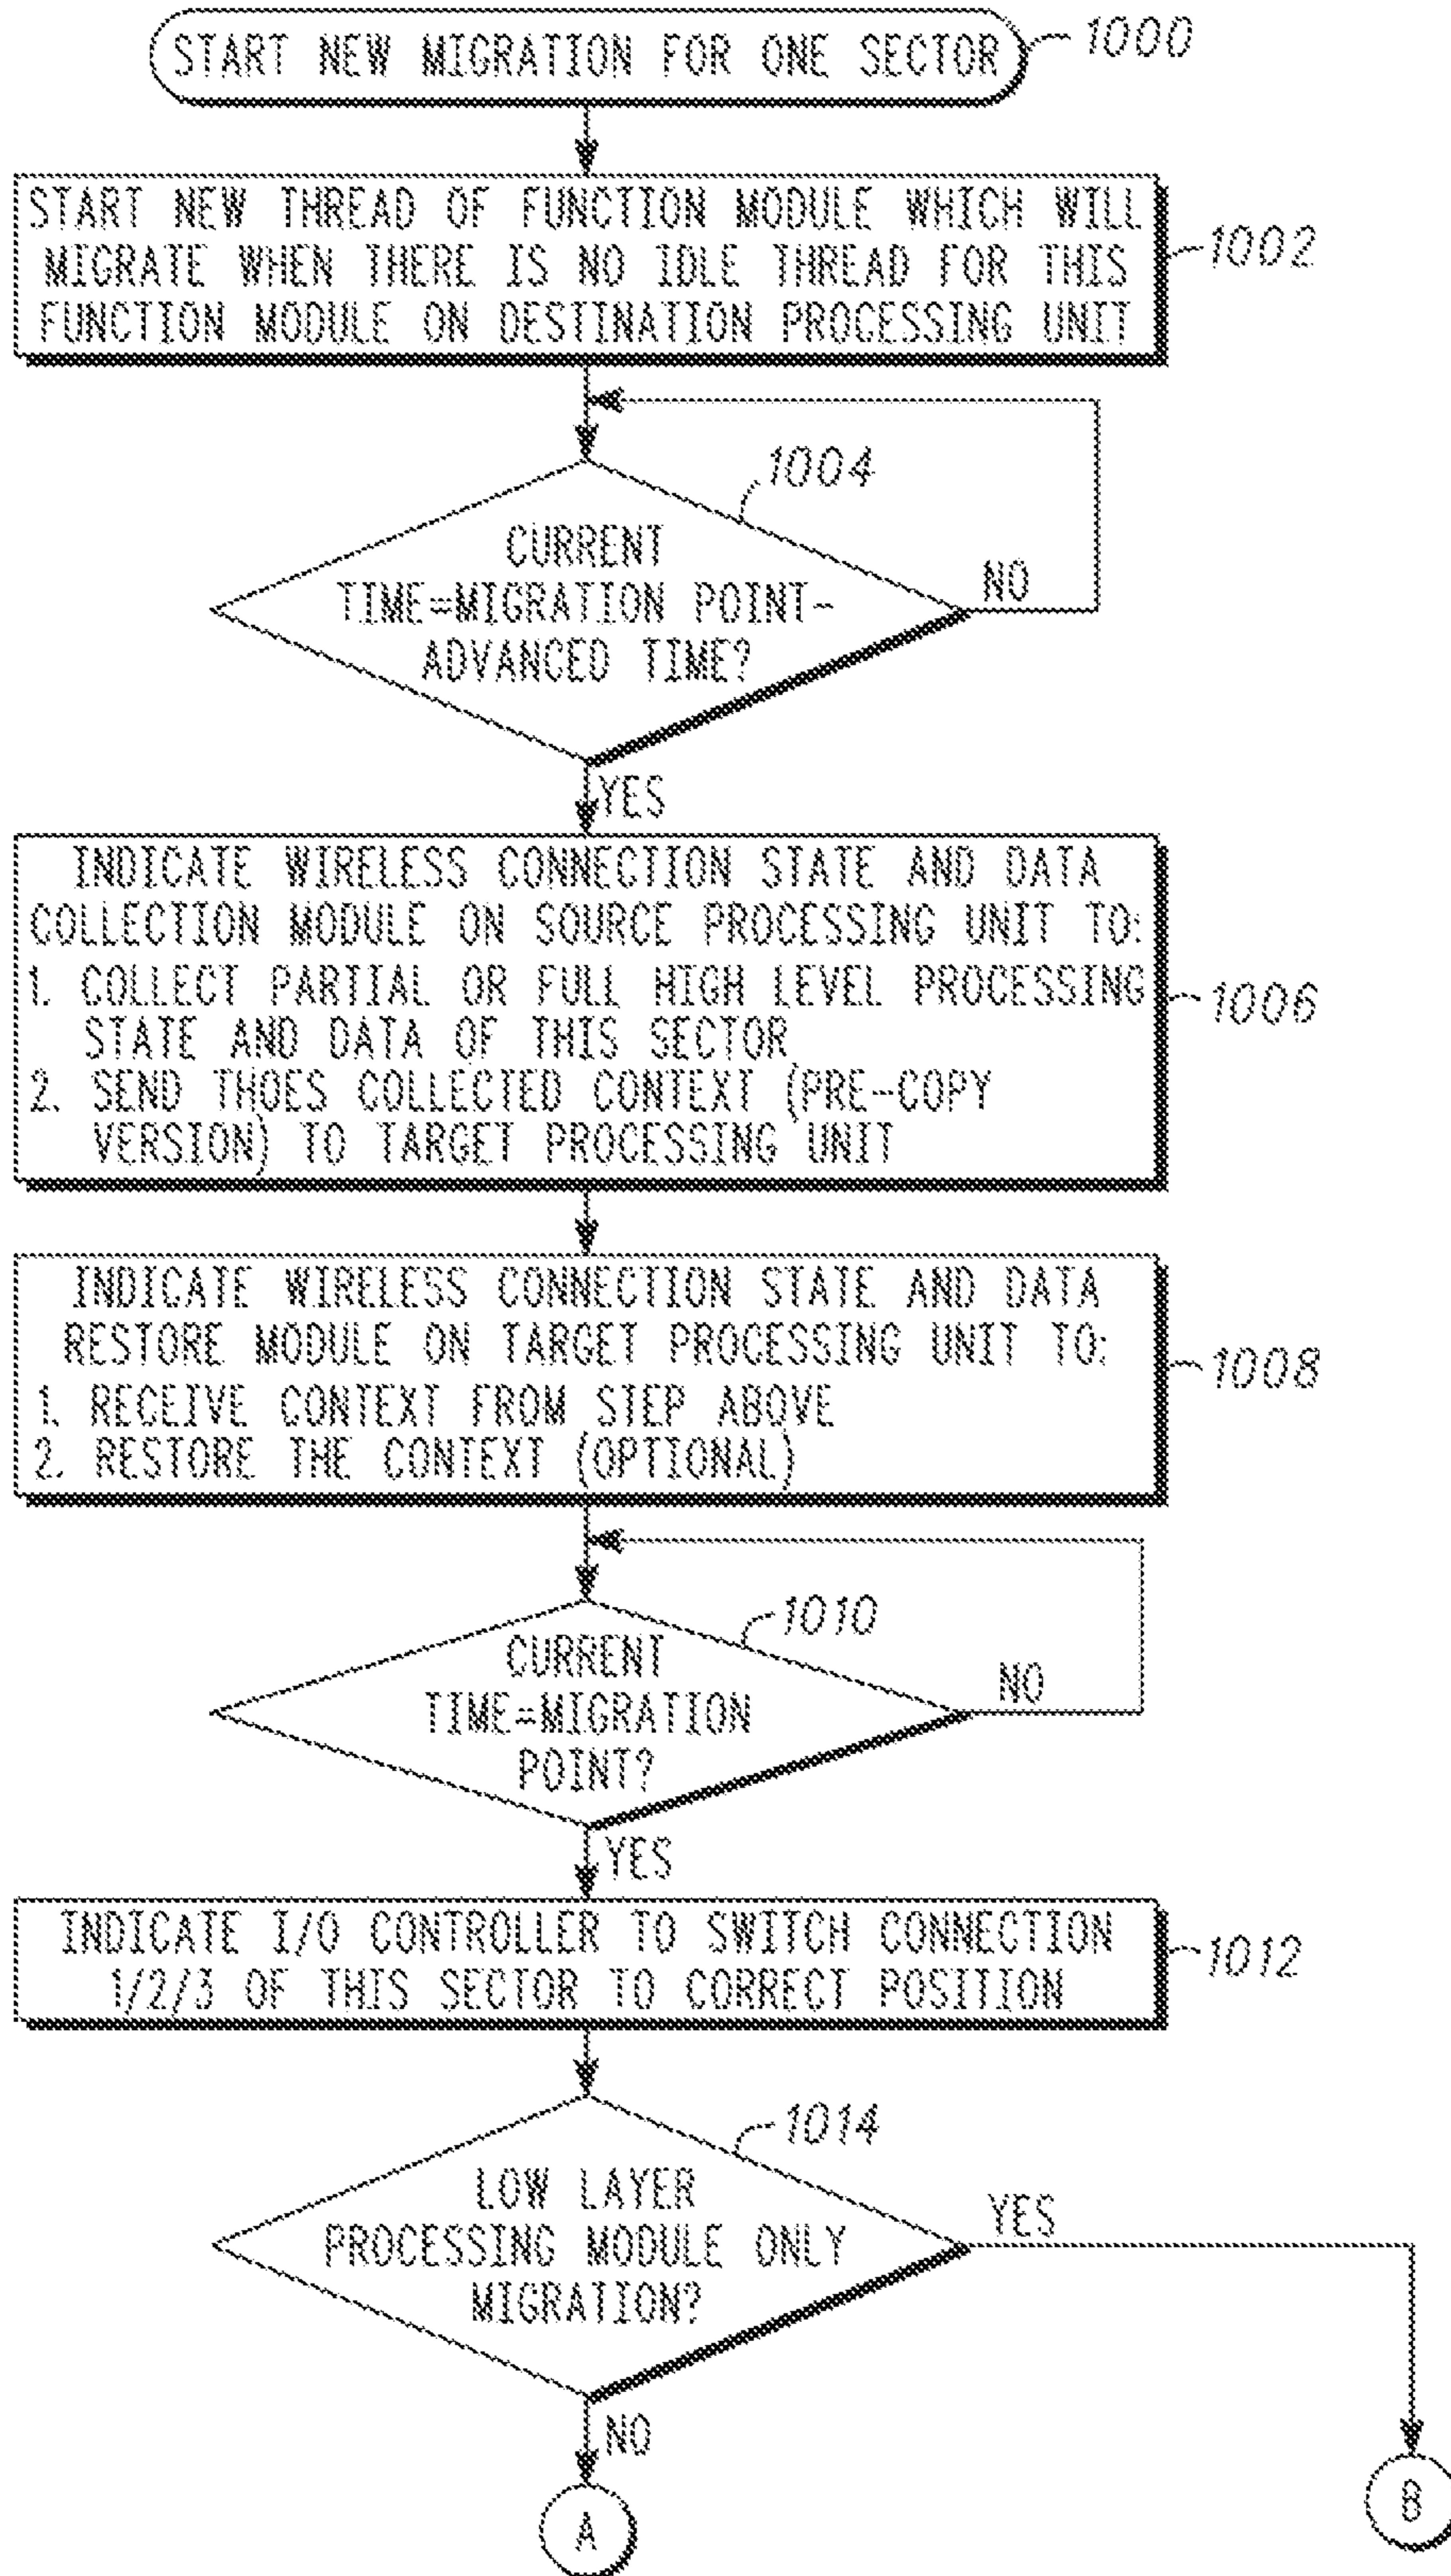 START NEW MIGRATION FOR ONE SECTOR
1000
START NEW THREAD OF FUNCTION MODULE WHICH WILL
MIGRATE WHEN THERE IS NO IDLE THREAD FOR THIS
FUNCTION MODULE ON DESTINATION PROCESSING UNIT
1002
1004
CURRENT
TIME=MIGRATION POINT-
ADVANCED TIME?
NO
YES
INDICATE WIRELESS CONNECTION STATE AND DATA
COLLECTION MODULE ON SOURCE PROCESSING UNIT TO:
1. COLLECT PARTIAL OR FULL HIGH LEVEL PROCESSING
STATE AND DATA OF THIS SECTOR
2. SEND THOES COLLECTED CONTEXT (PRE-COPY
VERSION) TO TARGET PROCESSING UNIT
1006
INDICATE WIRELESS CONNECTION STATE AND DATA
RESTORE MODULE ON TARGET PROCESSING UNIT TO:
1. RECEIVE CONTEXT FROM STEP ABOVE
2. RESTORE THE CONTEXT (OPTIONAL)
1008
1010
CURRENT
TIME=MIGRATION
POINT?
NO
YES
INDICATE I/O CONTROLLER TO SWITCH CONNECTION
1/2/3 OF THIS SECTOR TO CORRECT POSITION
1012
1014
LOW LAYER
PROCESSING MODULE ONLY
MIGRATION?
YES
NO
A
B